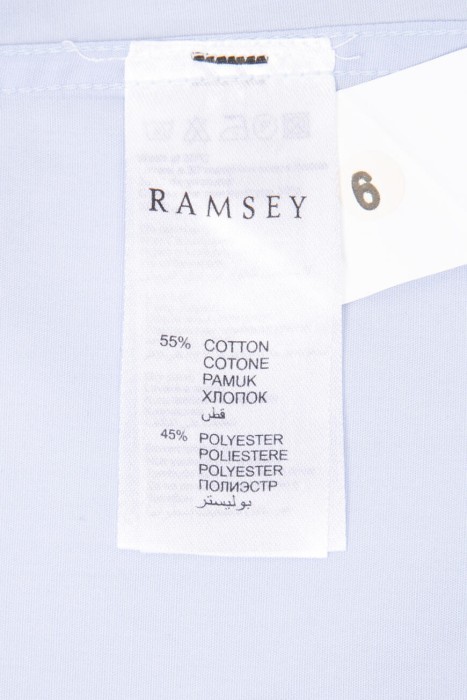 RAMSEY
6
55% COTTON
COTONE
PAMUK
ХЛОПОК
قطن
45% POLYESTER
POLIESTERE
POLYESTER
ПОЛИЭСТР
بوليستر